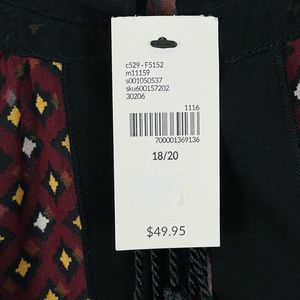 c529 - F5152
m11159
s001050537
sku600157202
30206
1116
700001369136
18/20
$49.95